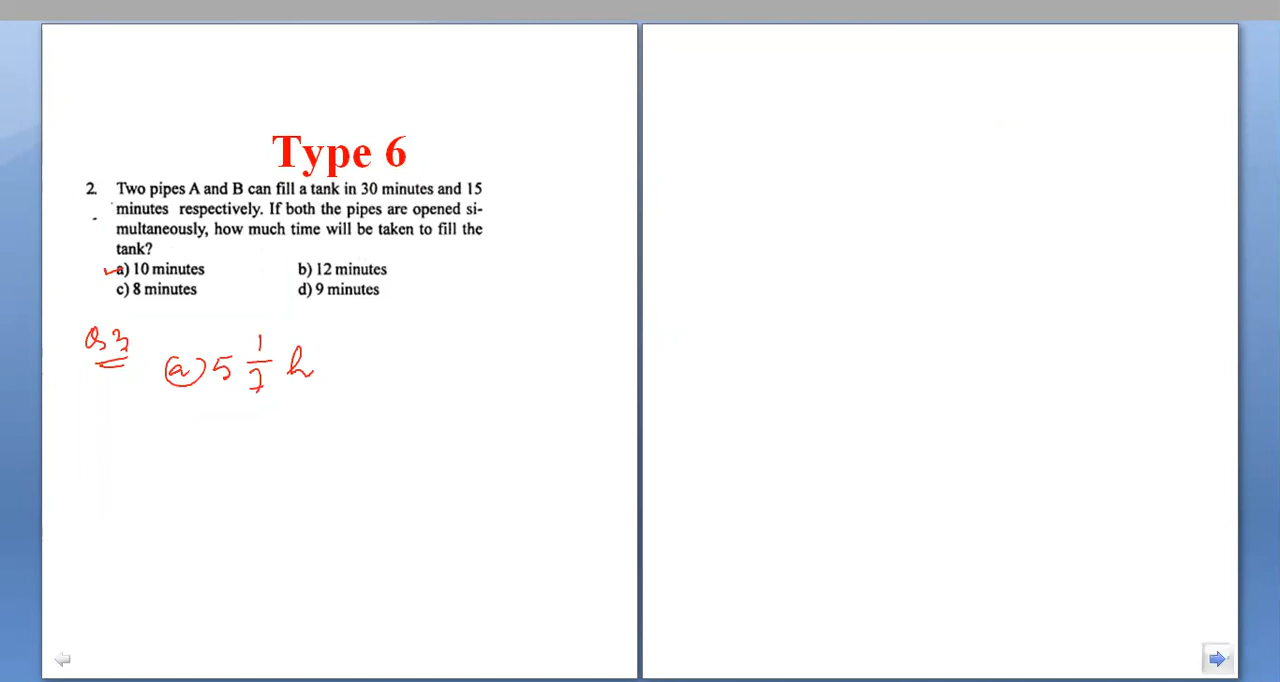 Type 6
2. Two pipes A and B can fill a tank in 30 minutes and 15
minutes respectively. If both the pipes are opened si-
multaneously, how much time will be taken to fill the
tank?
a) 10 minutes b) 12 minutes
c) 8 minutes d) 9 minutes
Q3
(a) 5 1/2 h